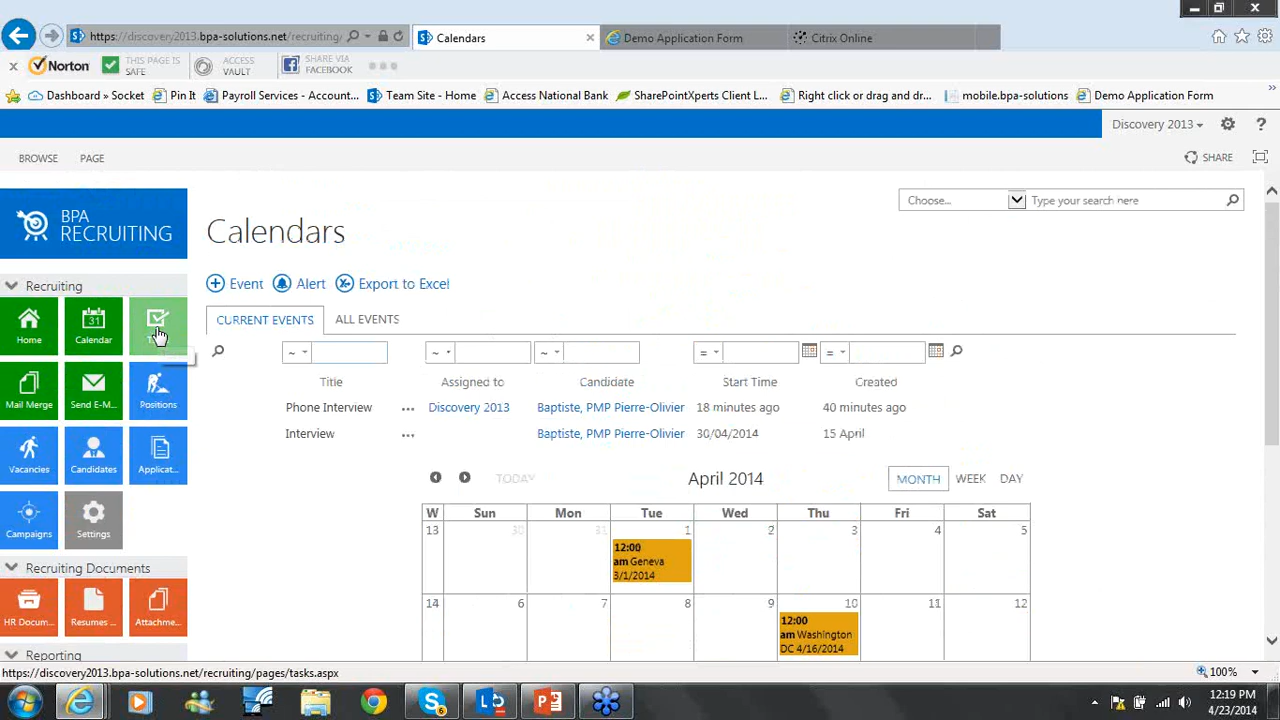 https://discovery2013.bpa-solutions.net/recruiting/
Calendars
Demo Application Form
Citrix Online
Norton
THIS PAGE IS
SAFE
ACCESS
VAULT
SHARE VIA
FACEBOOK
Dashboard » Socket
Pin It
Payroll Services - Account...
Team Site - Home
Access National Bank
SharePointXperts Client L...
Right click or drag and dr...
mobile.bpa-solutions
Demo Application Form
Discovery 2013
BROWSE
PAGE
SHARE
BPA
RECRUITING
Choose...
Type your search here
Calendars
Event
Alert
Export to Excel
CURRENT EVENTS
ALL EVENTS
Recruiting
Home
31
Calendar
Mail Merge
Send E-M...
Positions
Vacancies
Candidates
Applicat...
Campaigns
Settings
Recruiting Documents
HR Docum...
Resumes ...
Attachme...
Reporting
~ ~ ~ = =
Title Assigned to Candidate Start Time Created
Phone Interview ... Discovery 2013 Baptiste, PMP Pierre-Olivier 18 minutes ago 40 minutes ago
Interview ... Baptiste, PMP Pierre-Olivier 30/04/2014 15 April
TODAY
April 2014
MONTH WEEK DAY
W Sun Mon Tue Wed Thu Fri Sat
13 30 31 1 2 3 4 5
12:00
am Geneva
3/1/2014
14 6 7 8 9 10 11 12
12:00
am Washington
DC 4/16/2014
https://discovery2013.bpa-solutions.net/recruiting/pages/tasks.aspx
100%
12:19 PM
4/23/2014